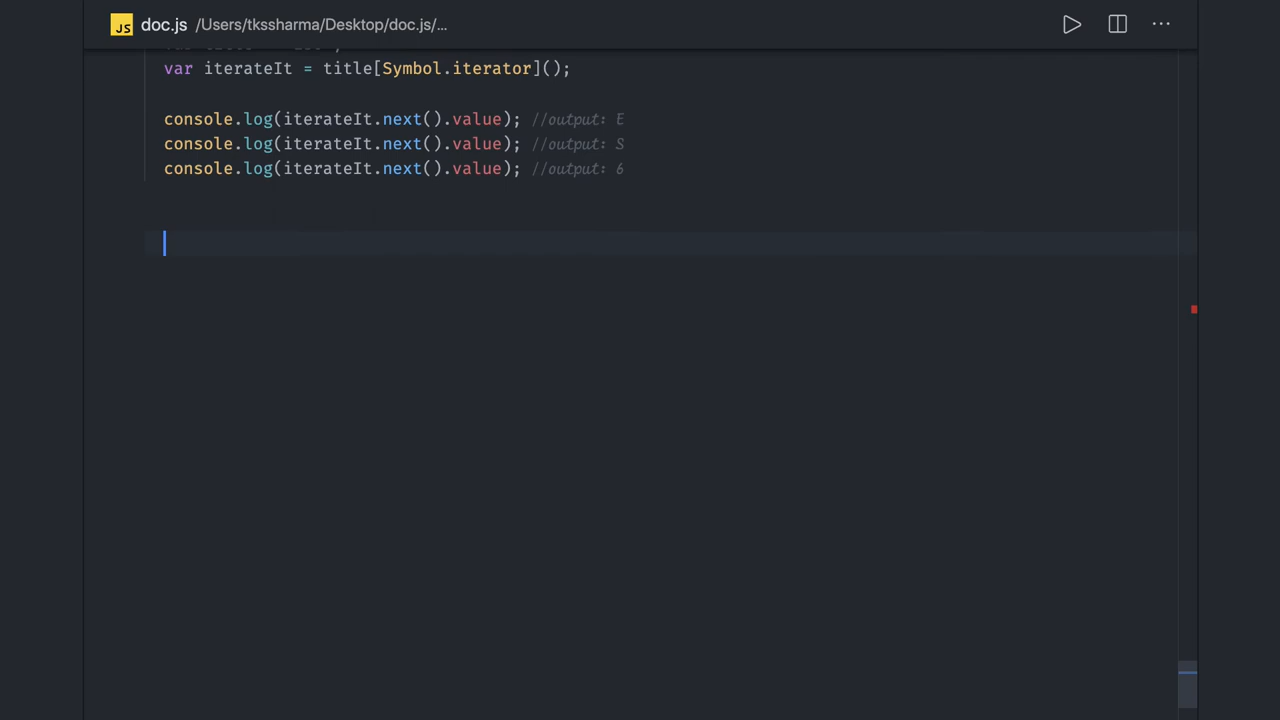 JS doc.js /Users/tkssharma/Desktop/doc.js/...
var iterateIt = title[Symbol.iterator]();
console.log(iterateIt.next().value); //output: E
console.log(iterateIt.next().value); //output: S
console.log(iterateIt.next().value); //output: 6